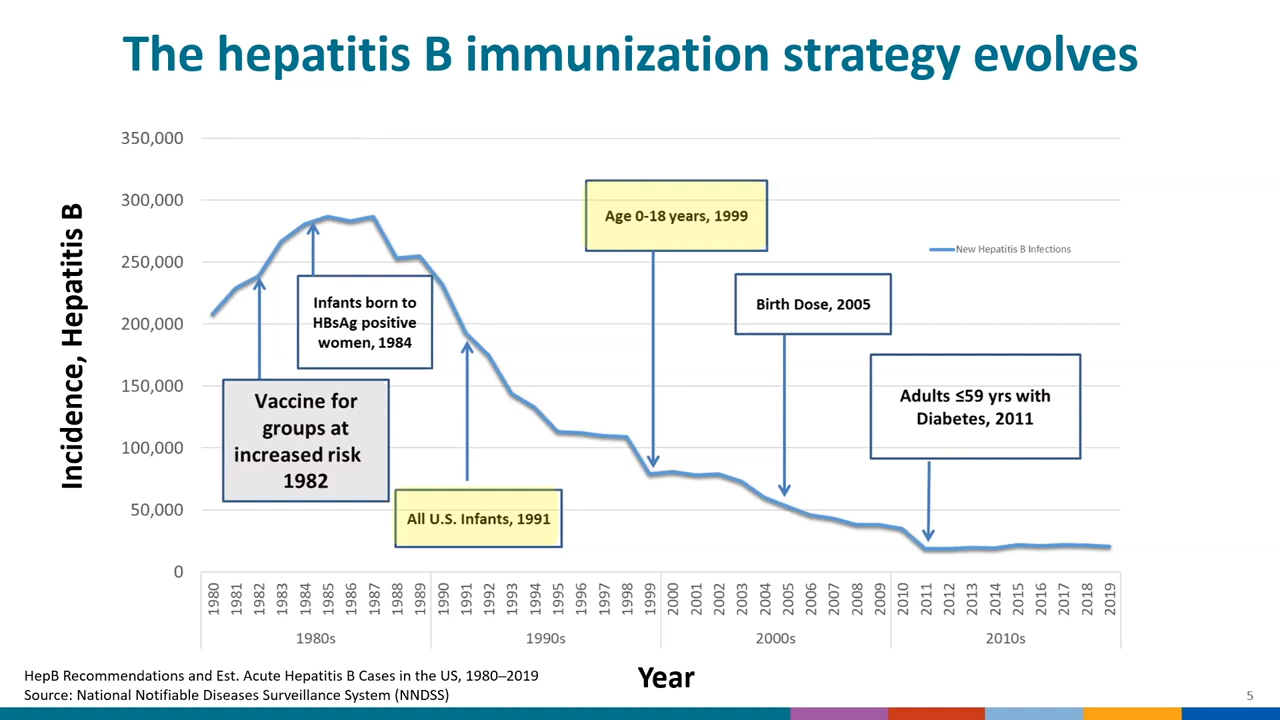 The hepatitis B immunization strategy evolves
Incidence, Hepatitis B
350,000
300,000
250,000
200,000
150,000
100,000
50,000
0
Age 0-18 years, 1999
New Hepatitis B Infections
Infants born to
HBsAg positive
women, 1984
Birth Dose, 2005
Vaccine for
groups at
increased risk
1982
Adults ≤59 yrs with
Diabetes, 2011
All U.S. Infants, 1991
1980 1981 1982 1983 1984 1985 1986 1987 1988 1989 1990 1991 1992 1993 1994 1995 1996 1997 1998 1999 2000 2001 2002 2003 2004 2005 2006 2007 2008 2009 2010 2011 2012 2013 2014 2015 2016 2017 2018 2019
1980s 1990s 2000s 2010s
Year
HepB Recommendations and Est. Acute Hepatitis B Cases in the US, 1980–2019
Source: National Notifiable Diseases Surveillance System (NNDSS)
5